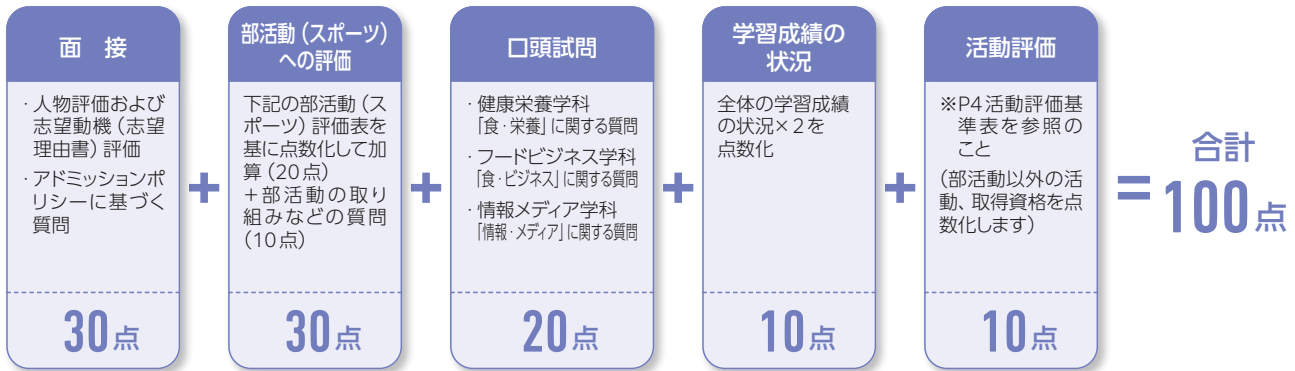 面 接
・人物評価および
志望動機(志望
理由書)評価
・アドミッションポ
リシーに基づく
質問
30点
+
部活動(スポーツ)
への評価
下記の部活動(ス
ポーツ)評価表を
基に点数化して加
算(20点)
+部活動の取り
組みなどの質問
(10点)
30点
+
口頭試問
・健康栄養学科
「食・栄養」に関する質問
・フードビジネス学科
「食・ビジネス」に関する質問
・情報メディア学科
「情報・メディア」に関する質問
20点
+
学習成績の
状況
全体の学習成績
の状況×2を
点数化
10点
+
活動評価
※P4活動評価基
準表を参照の
こと
(部活動以外の活
動、取得資格を点
数化します)
10点
=
合計
100点